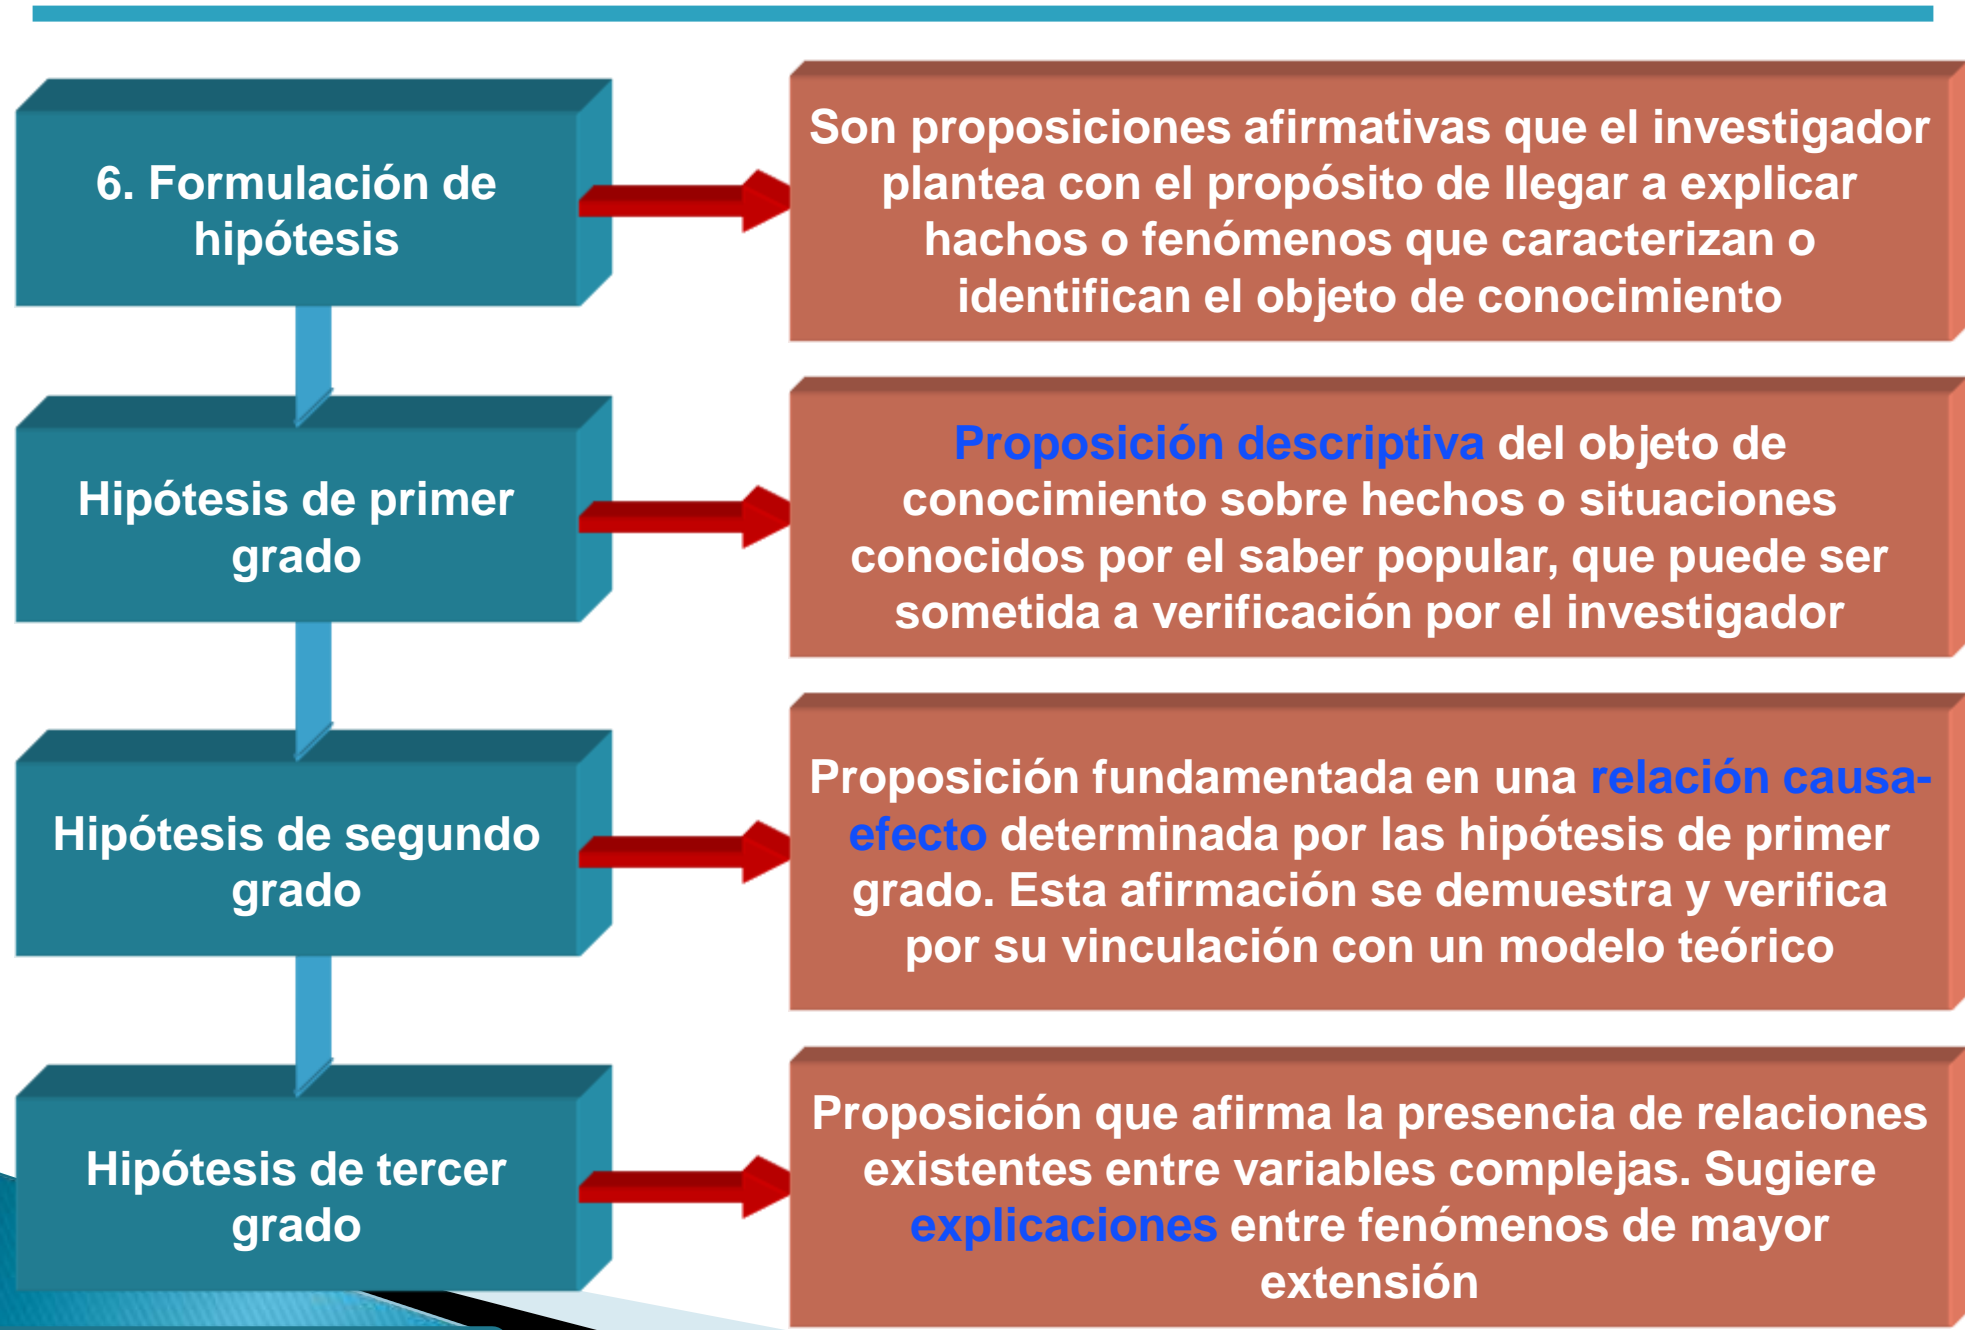 6. Formulación de
hipótesis
Son proposiciones afirmativas que el investigador
plantea con el propósito de llegar a explicar
hachos o fenómenos que caracterizan o
identifican el objeto de conocimiento
Hipótesis de primer
grado
Proposición descriptiva del objeto de
conocimiento sobre hechos o situaciones
conocidos por el saber popular, que puede ser
sometida a verificación por el investigador
Hipótesis de segundo
grado
Proposición fundamentada en una relación causa-
efecto determinada por las hipótesis de primer
grado. Esta afirmación se demuestra y verifica
por su vinculación con un modelo teórico
Hipótesis de tercer
grado
Proposición que afirma la presencia de relaciones
existentes entre variables complejas. Sugiere
explicaciones entre fenómenos de mayor
extensión